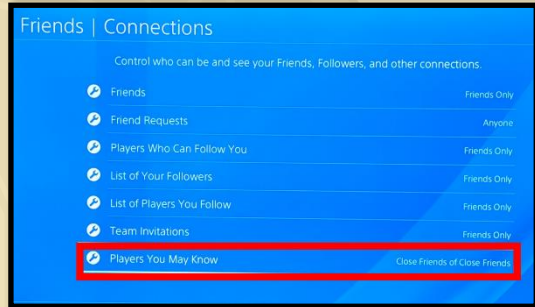 Friends | Connections
Control who can be and see your Friends, Followers, and other connections.
Friends Friends Only
Friend Requests Anyone
Players Who Can Follow You Friends Only
List of Your Followers Friends Only
List of Players You Follow Friends Only
Team Invitations Friends Only
Players You May Know Close Friends of Close Friends